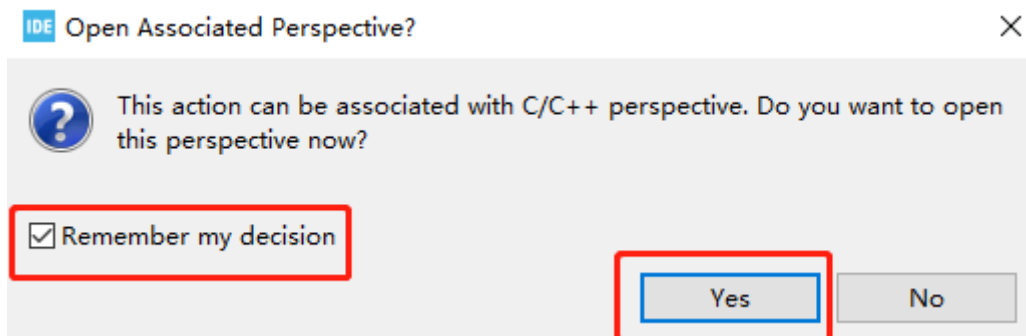 IDE Open Associated Perspective?
This action can be associated with C/C++ perspective. Do you want to open
this perspective now?
Remember my decision
Yes No